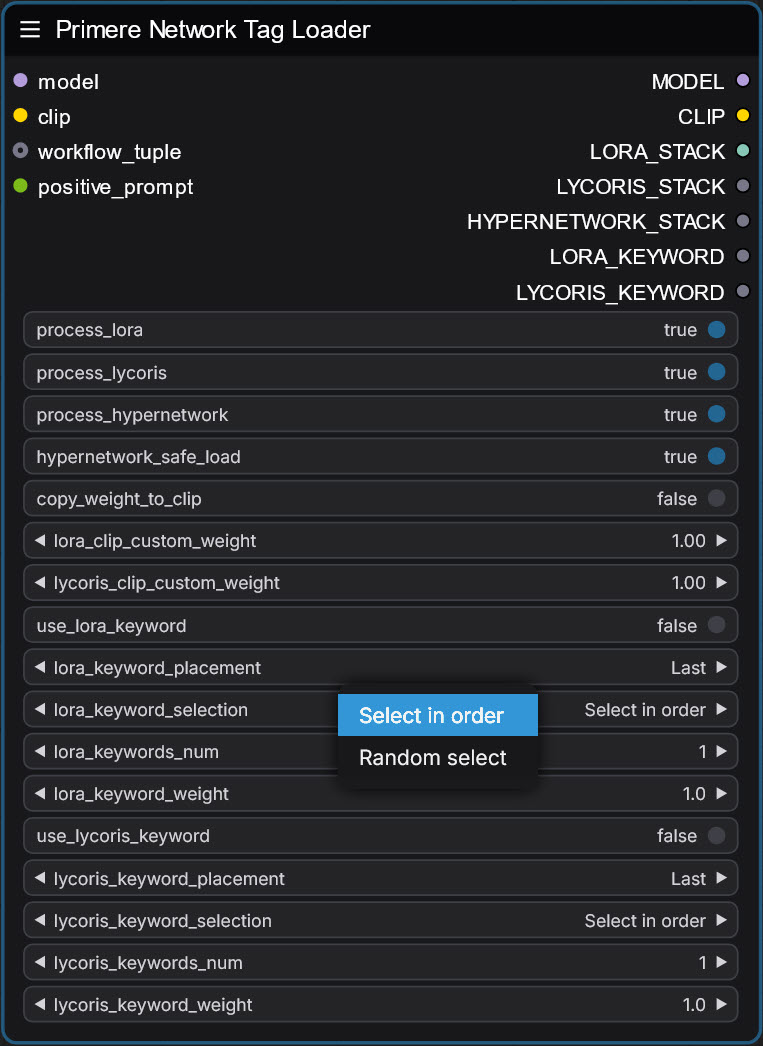 Primere Network Tag Loader
model MODEL
clip CLIP
workflow_tuple LORA_STACK
positive_prompt LYCORIS_STACK
HYPERNETWORK_STACK
LORA_KEYWORD
LYCORIS_KEYWORD
process_lora true
process_lycoris true
process_hypernetwork true
hypernetwork_safe_load true
copy_weight_to_clip false
lora_clip_custom_weight 1.00
lycoris_clip_custom_weight 1.00
use_lora_keyword false
lora_keyword_placement Last
lora_keyword_selection Select in order
Select in order
Random select
lora_keywords_num 1
lora_keyword_weight 1.0
use_lycoris_keyword false
lycoris_keyword_placement Last
lycoris_keyword_selection Select in order
lycoris_keywords_num 1
lycoris_keyword_weight 1.0